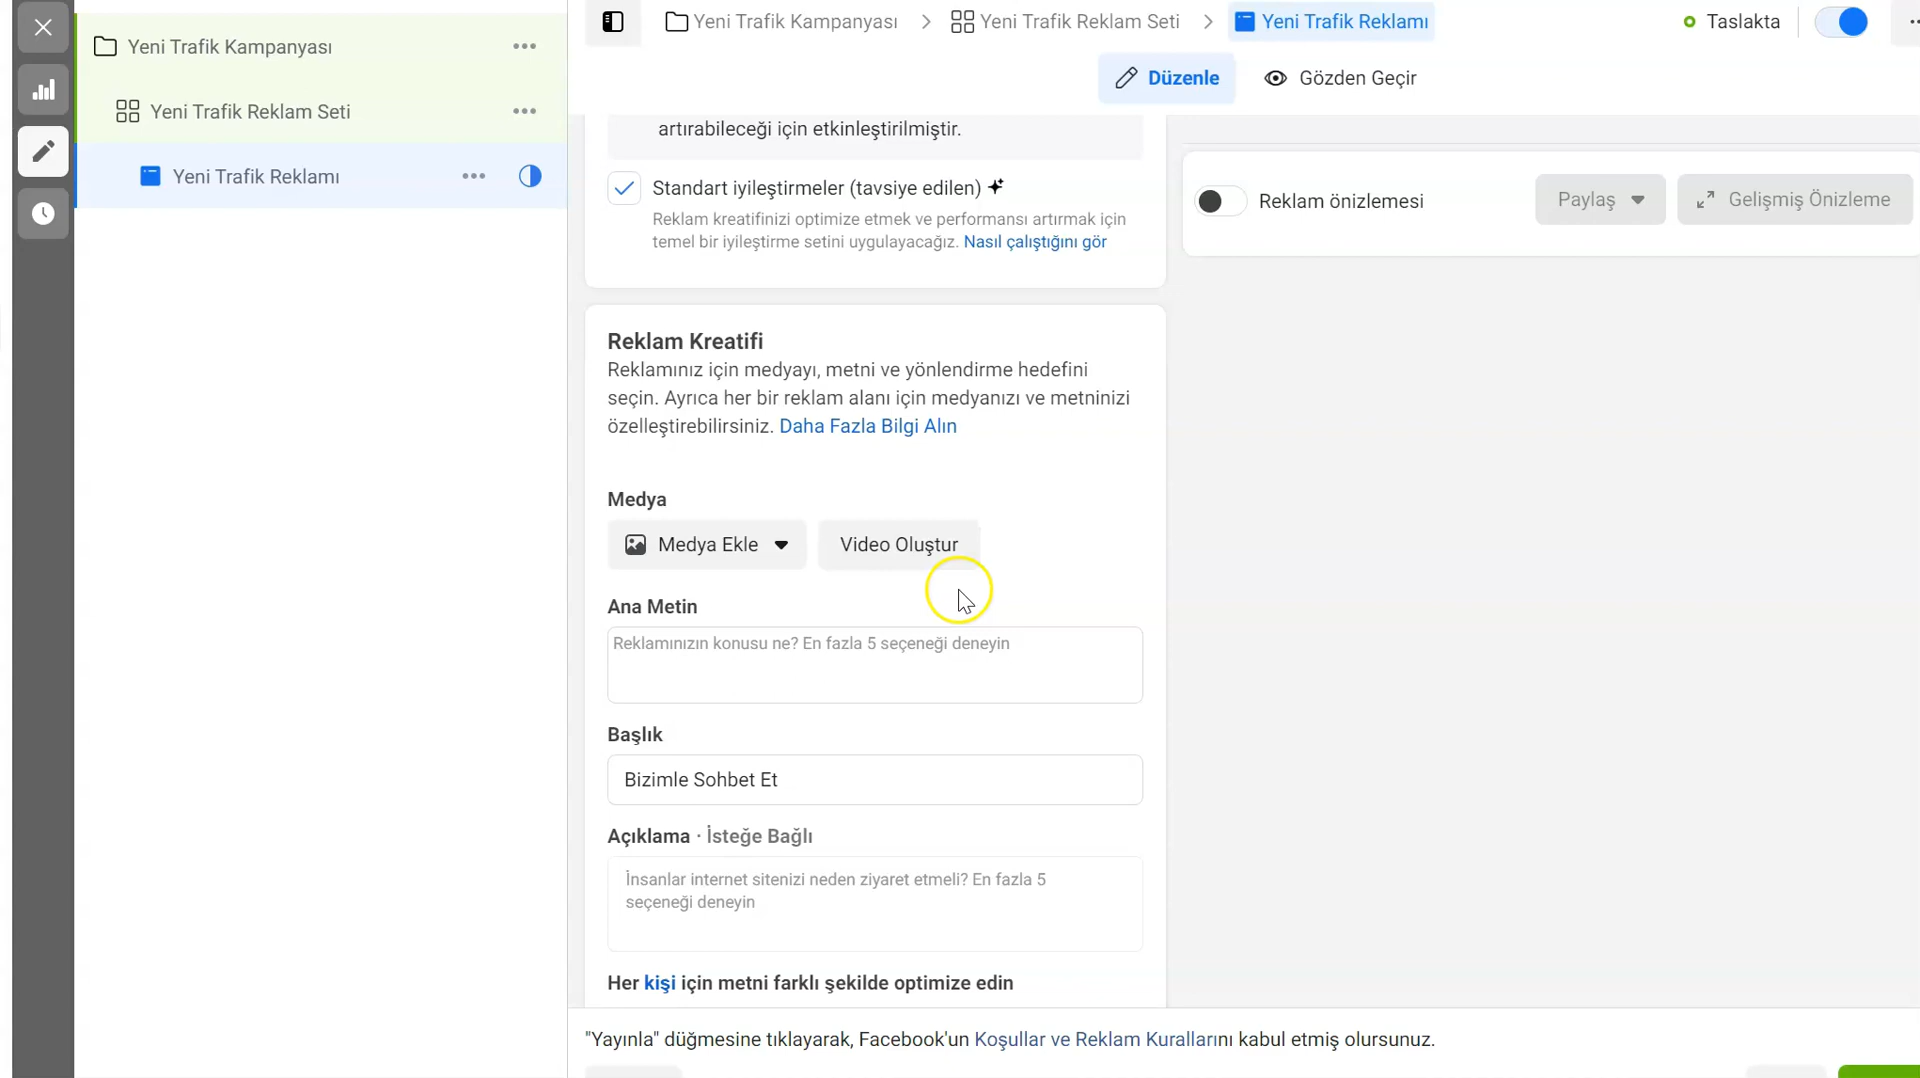 Yeni Trafik Kampanyası
Yeni Trafik Reklam Seti
Yeni Trafik Reklamı
Yeni Trafik Kampanyası
Yeni Trafik Reklam Seti
Yeni Trafik Reklamı
Taslakta
Düzenle
Gözden Geçir
artırabileceği için etkinleştirilmiştir.
Standart iyileştirmeler (tavsiye edilen)
Reklam kreatifinizi optimize etmek ve performansı artırmak için
temel bir iyileştirme setini uygulayacağız. Nasıl çalıştığını gör
Reklam önizlemesi
Paylaş
Gelişmiş Önizleme
Reklam Kreatifi
Reklamınız için medyayı, metni ve yönlendirme hedefini
seçin. Ayrıca her bir reklam alanı için medyanızı ve metninizi
özelleştirebilirsiniz. Daha Fazla Bilgi Alın
Medya
Medya Ekle
Video Oluştur
Ana Metin
Reklamınızın konusu ne? En fazla 5 seçeneği deneyin
Başlık
Bizimle Sohbet Et
Açıklama · İsteğe Bağlı
İnsanlar internet sitenizi neden ziyaret etmeli? En fazla 5
seçeneği deneyin
Her kişi için metni farklı şekilde optimize edin
"Yayınla" düğmesine tıklayarak, Facebook'un Koşullar ve Reklam Kurallarını kabul etmiş olursunuz.